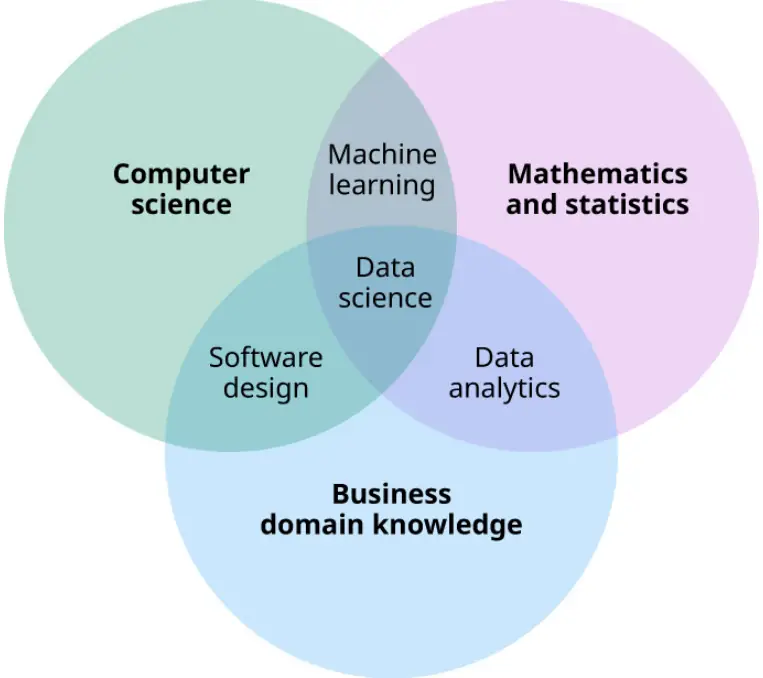 Computer
science
Machine
learning
Mathematics
and statistics
Data
science
Software
design
Data
analytics
Business
domain knowledge